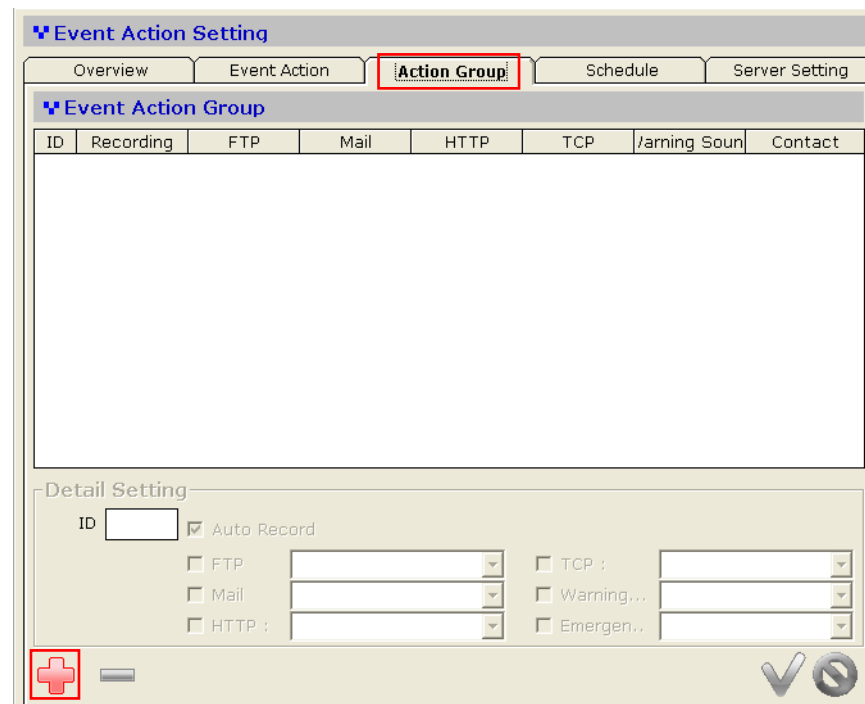 Event Action Setting
Overview Event Action Action Group Schedule Server Setting
Event Action Group
ID Recording FTP Mail HTTP TCP /arning Soun Contact
Detail Setting
ID Auto Record
FTP TCP :
Mail Warning...
HTTP : Emergen..